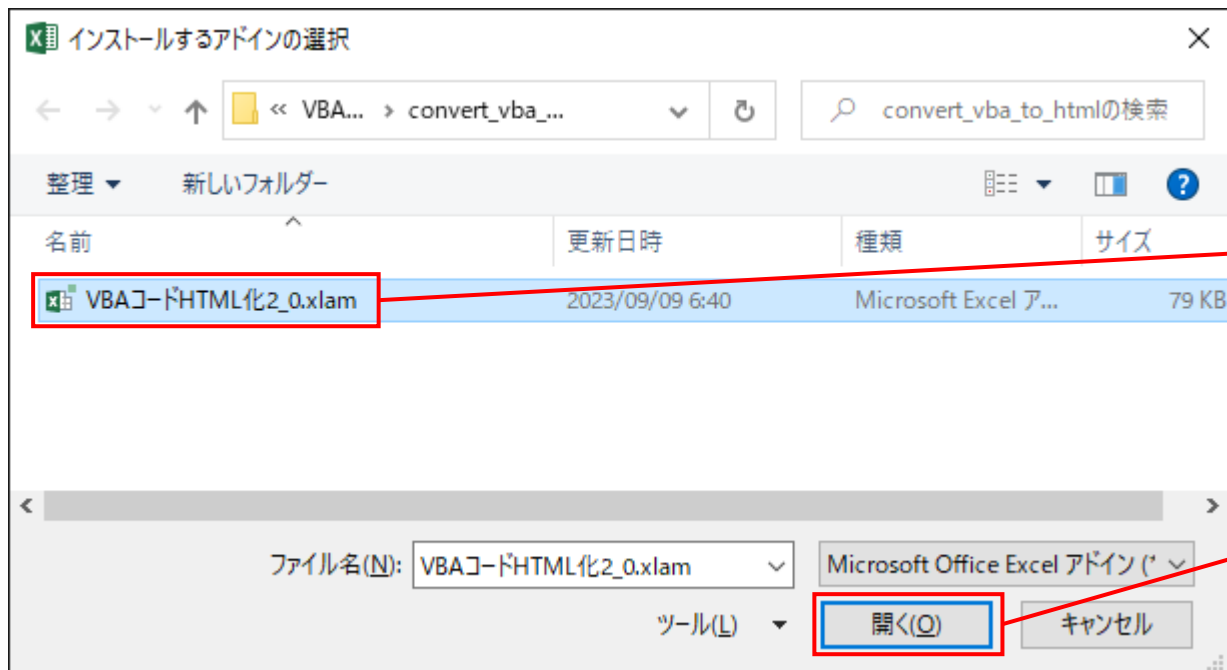 インストールするアドインの選択
« VBA... › convert_vba_... convert_vba_to_htmlの検索
整理 新しいフォルダー
名前 更新日時 種類 サイズ
VBAコードHTML化2_0.xlam 2023/09/09 6:40 Microsoft Excel ア... 79 KB
ファイル名(N): VBAコードHTML化2_0.xlam Microsoft Office Excel アドイン (*
ツール(L) 開く(O) キャンセル